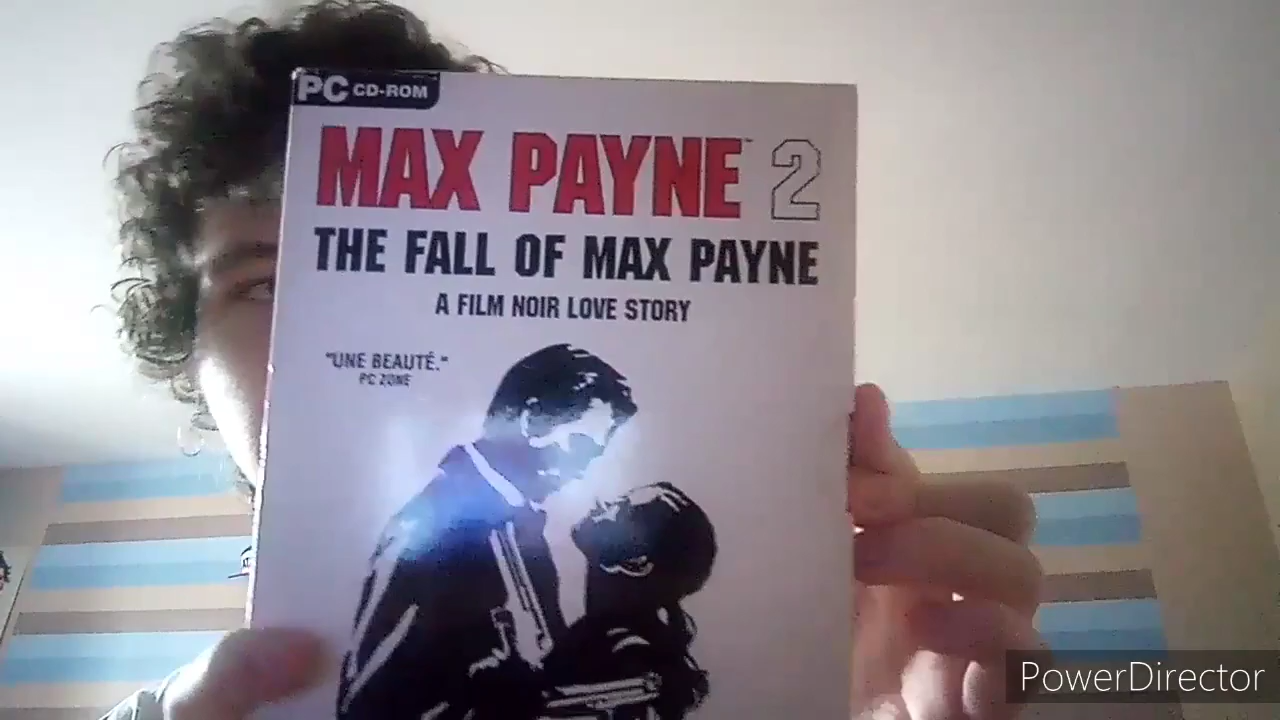 PC CD-ROM
MAX PAYNE™ 2
THE FALL OF MAX PAYNE
A FILM NOIR LOVE STORY
"UNE BEAUTÉ."
PC ZONE
PowerDirector